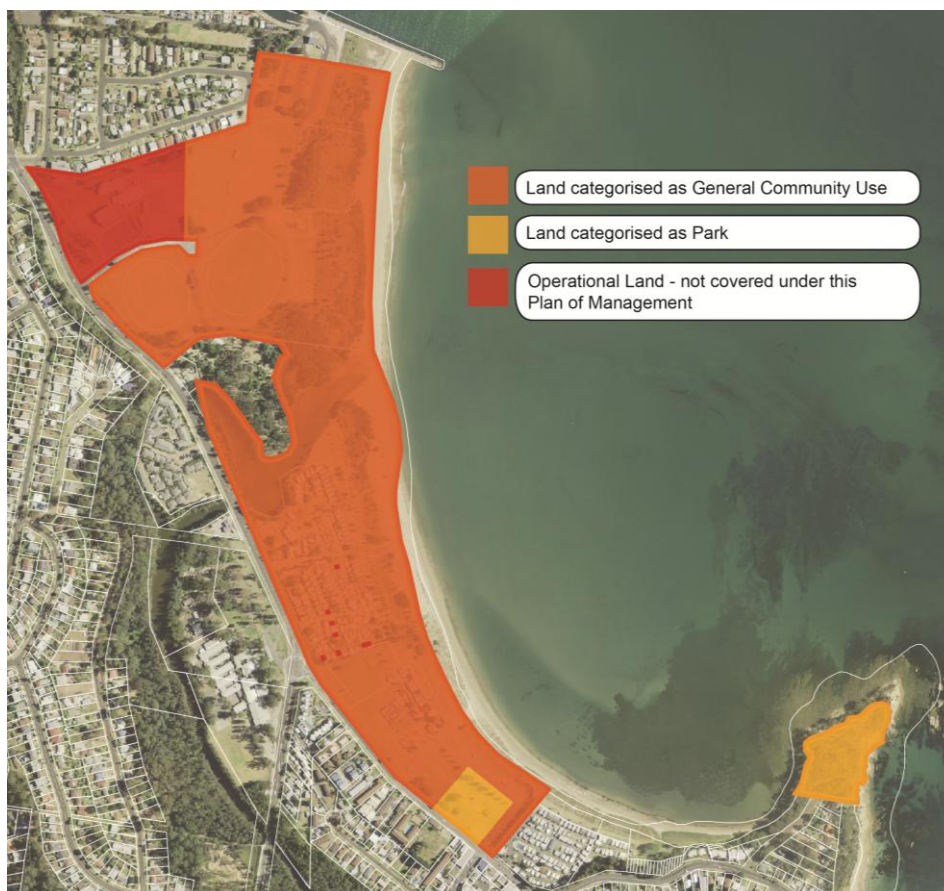 Land categorised as General Community Use
Land categorised as Park
Operational Land - not covered under this
Plan of Management